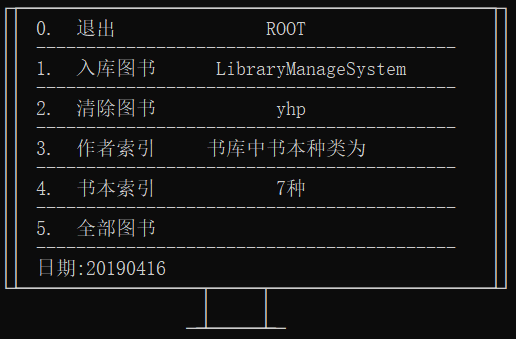 0. 退出 ROOT
1. 入库图书 LibraryManageSystem
2. 清除图书 yhp
3. 作者索引 书库中书本种类为
4. 书本索引 7种
5. 全部图书
日期:20190416